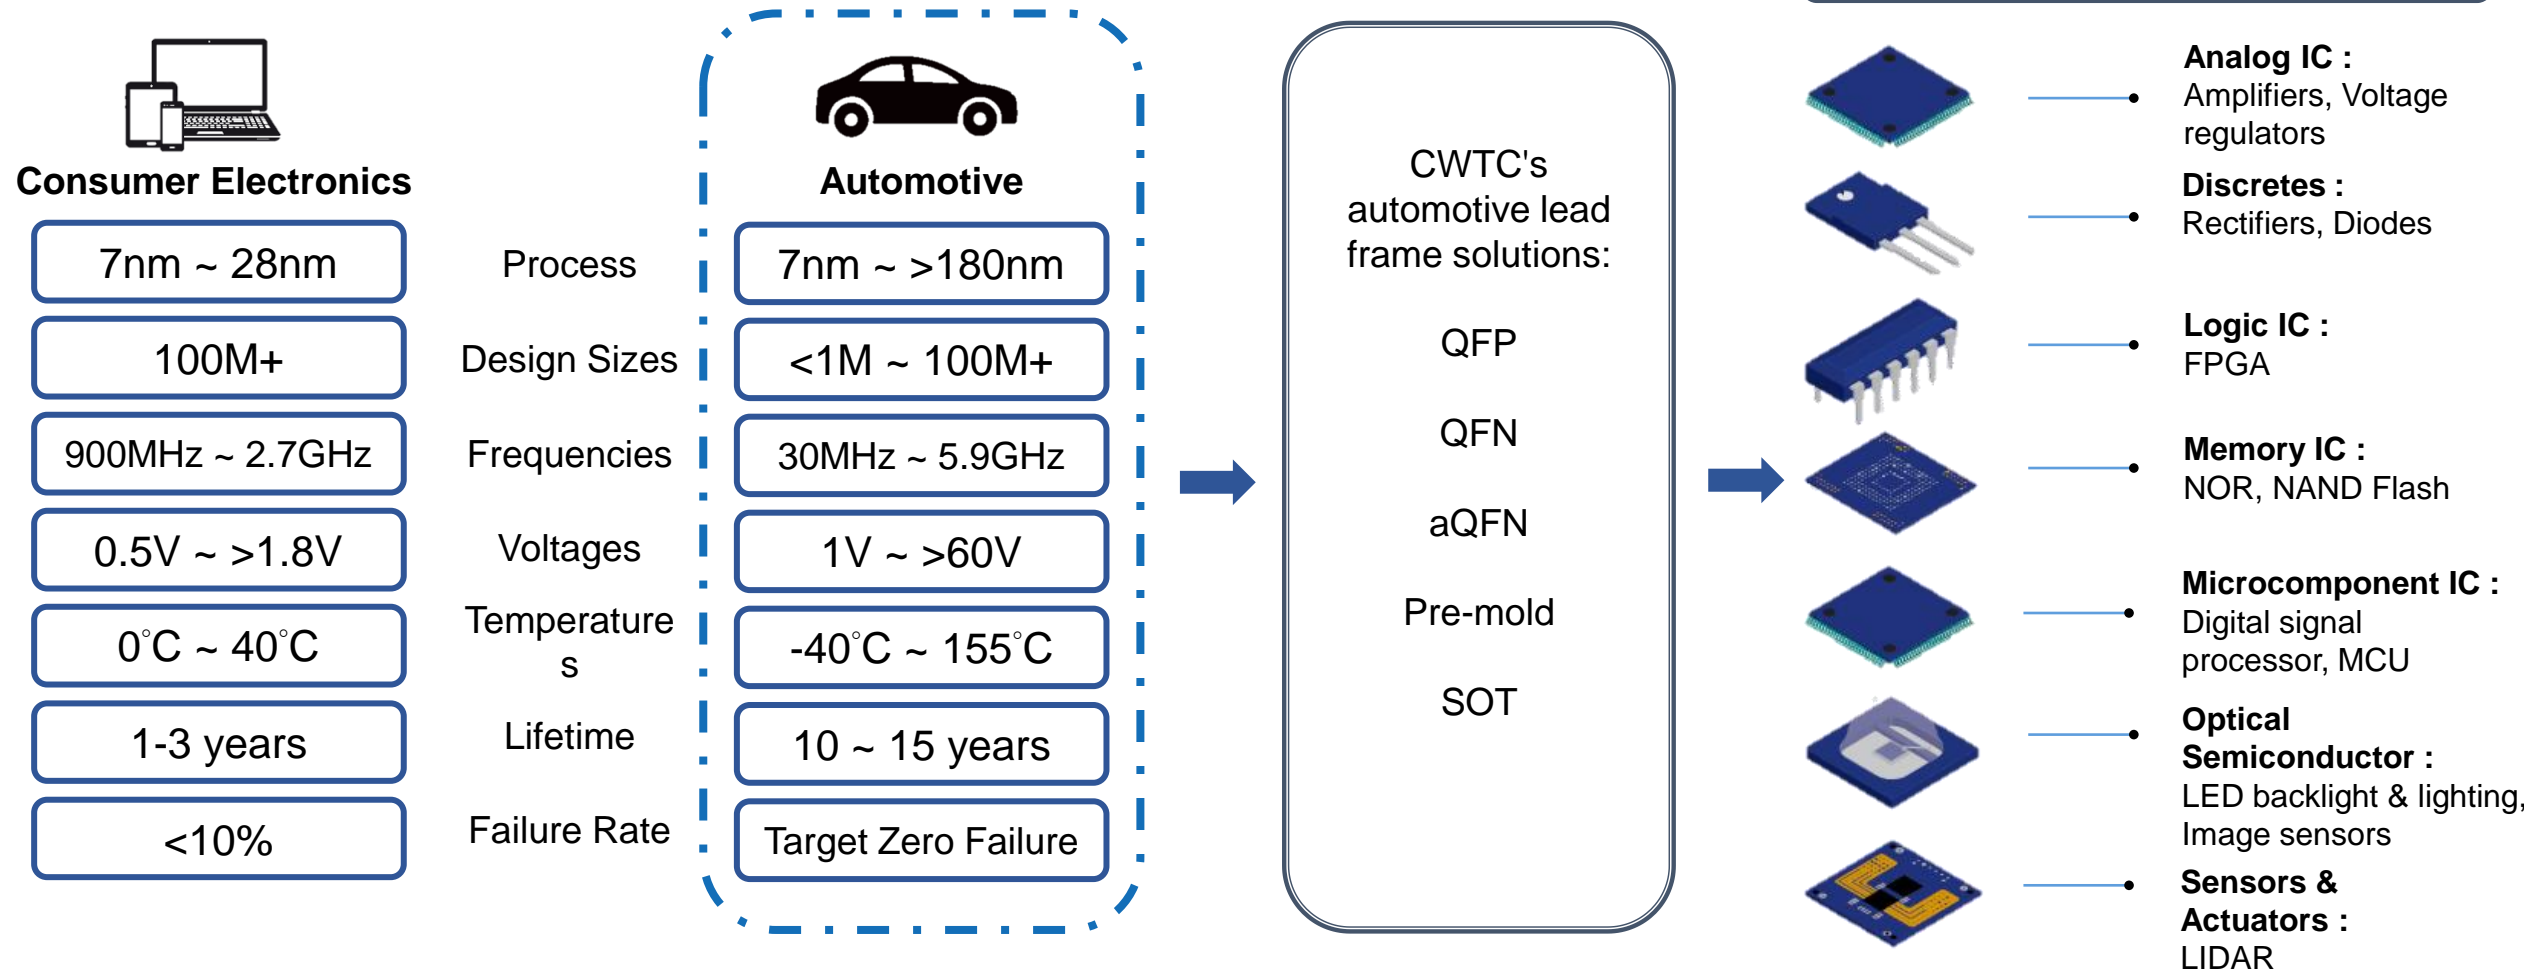 Consumer Electronics
7nm ~ 28nm
100M+
900MHz ~ 2.7GHz
0.5V ~ >1.8V
0°C ~ 40°C
1-3 years
<10%
Process
Design Sizes
Frequencies
Voltages
Temperature
s
Lifetime
Failure Rate
Automotive
7nm ~ >180nm
<1M ~ 100M+
30MHz ~ 5.9GHz
1V ~ >60V
-40°C ~ 155°C
10 ~ 15 years
Target Zero Failure
CWTC's
automotive lead
frame solutions:
QFP
QFN
aQFN
Pre-mold
SOT
Analog IC :
Amplifiers, Voltage
regulators
Discretes :
Rectifiers, Diodes
Logic IC :
FPGA
Memory IC :
NOR, NAND Flash
Microcomponent IC :
Digital signal
processor, MCU
Optical
Semiconductor :
LED backlight & lighting,
Image sensors
Sensors &
Actuators :
LIDAR